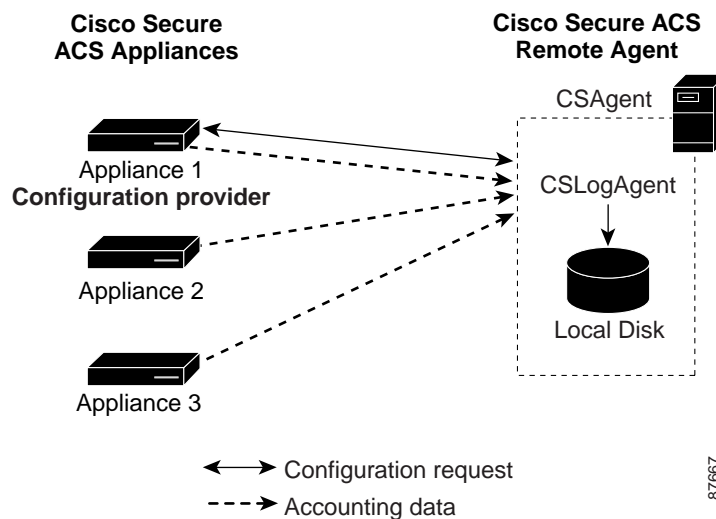 Cisco Secure
ACS Appliances
Cisco Secure ACS
Remote Agent
CSAgent
Appliance 1
Configuration provider
CSLogAgent
Appliance 2
Local Disk
Appliance 3
Configuration request
Accounting data
87667